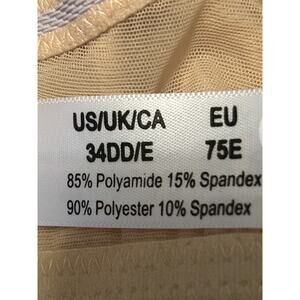 US/UK/CA EU
34DD/E 75E
85% Polyamide 15% Spandex
90% Polyester 10% Spandex